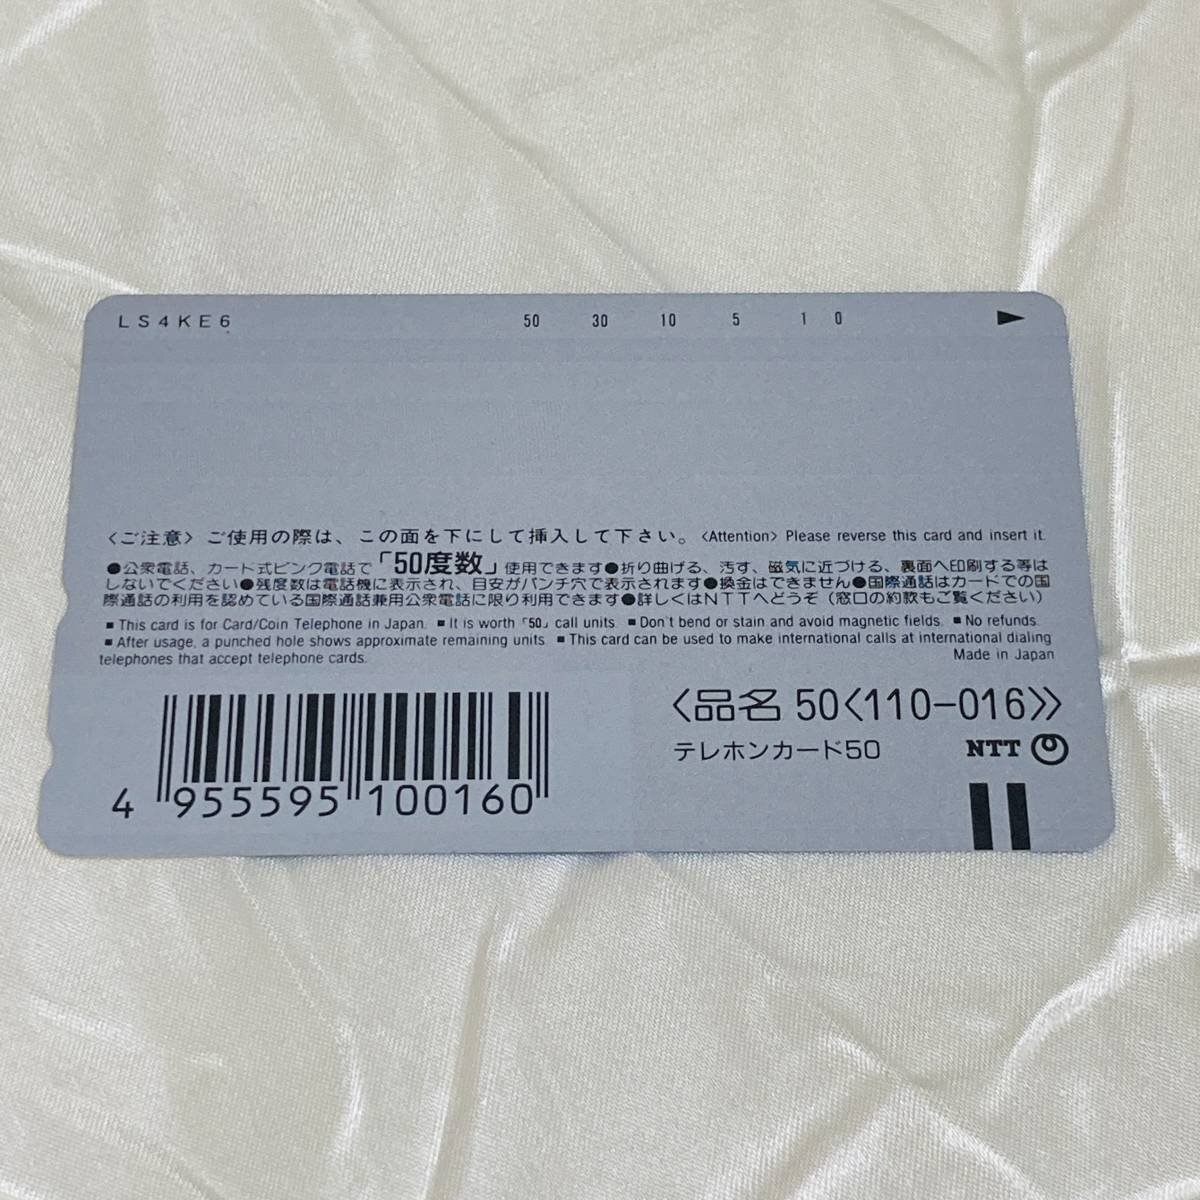 LS4KE6 50 30 10 5 1 0 ▶
〈ご注意〉ご使用の際は、この面を下にして挿入して下さい。〈Attention〉Please reverse this card and insert it.
●公衆電話、カード式ピンク電話で「50度数」使用できます●折り曲げる、汚す、磁気に近づける、裏面へ印刷する等は
しないでください●残度数は電話機に表示され、目安がパンチ穴で表示されます●換金はできません●国際通話はカードでの国
際通話の利用を認めている国際通話兼用公衆電話に限り利用できます●詳しくはNTTへどうぞ（窓口の約款もご覧ください）
■ This card is for Card/Coin Telephone in Japan. ■ It is worth「50」call units. ■ Don't bend or stain and avoid magnetic fields. ■ No refunds.
■ After usage, a punched hole shows approximate remaining units. ■ This card can be used to make international calls at international dialing
telephones that accept telephone cards. Made in Japan
〈品名 50〈110-016〉〉
テレホンカード50 NTT
4 955595 100160